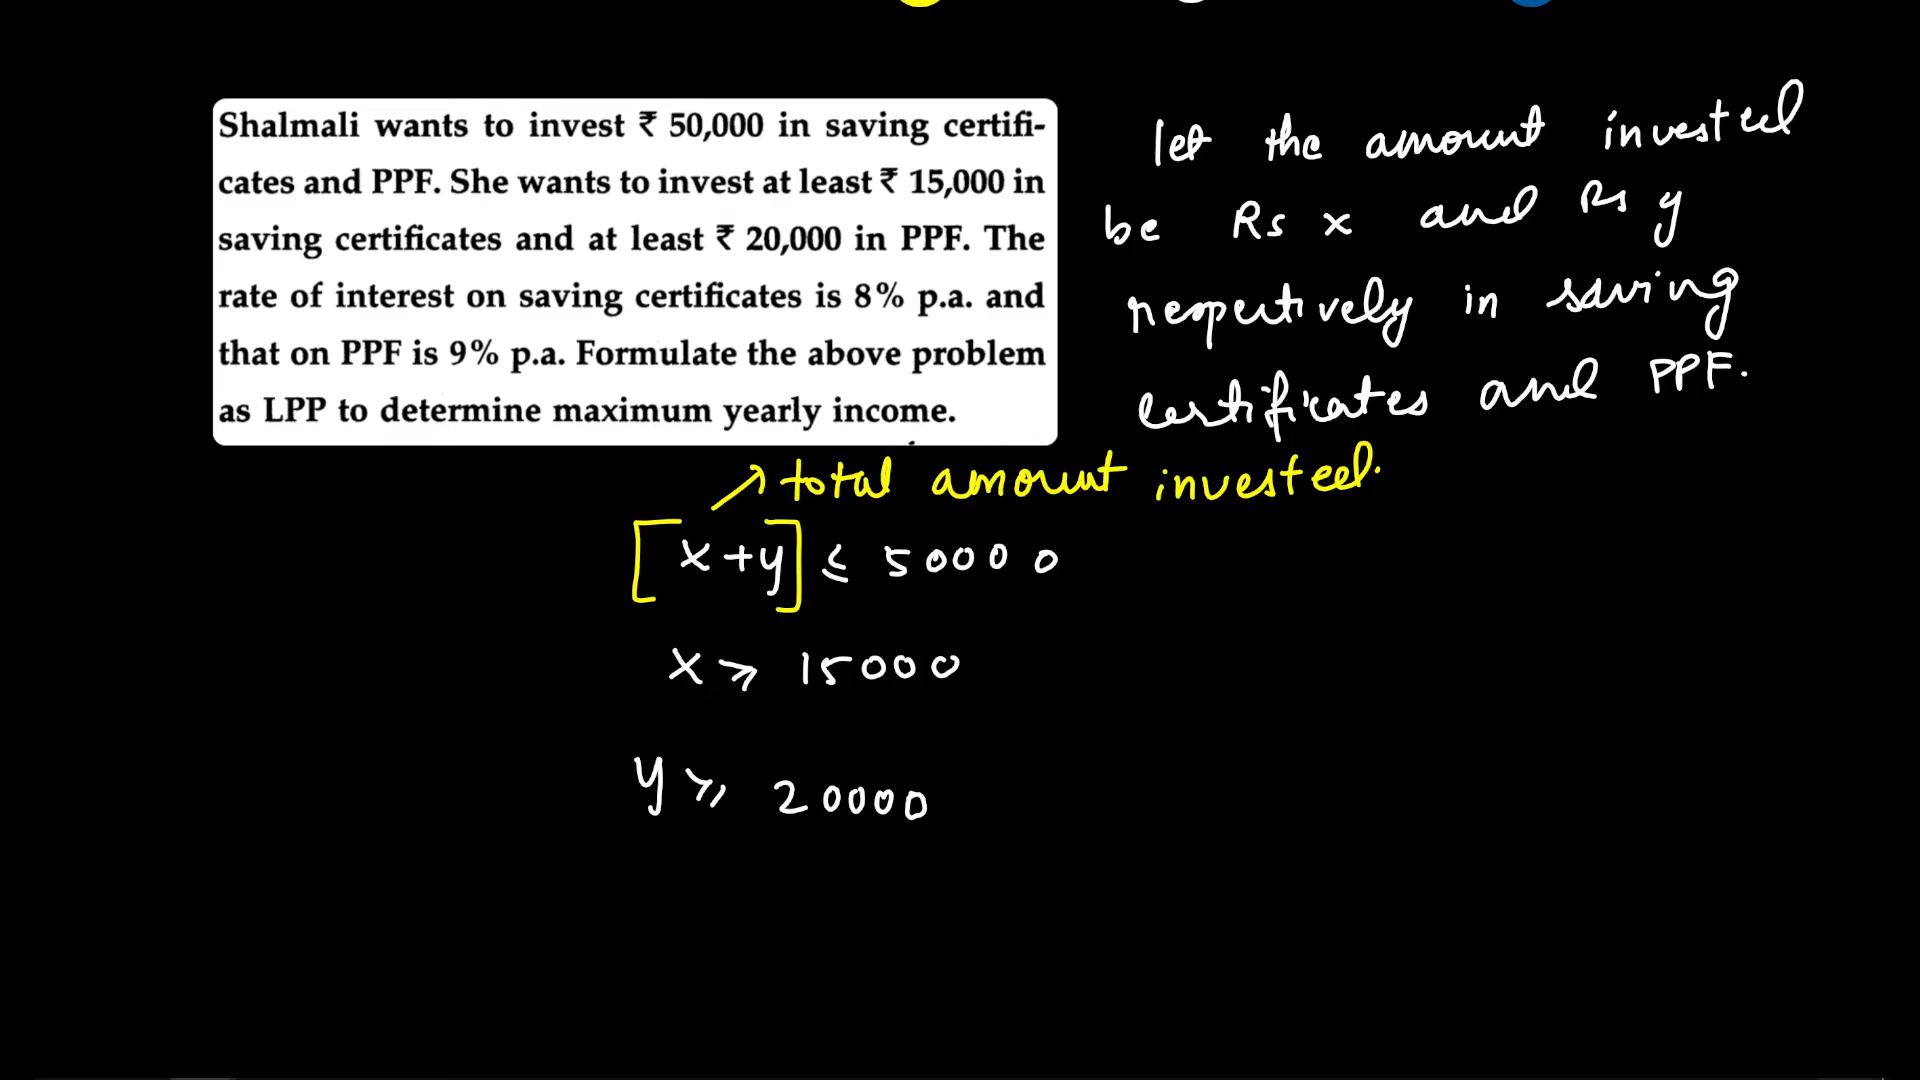 Shalmali wants to invest ₹ 50,000 in saving certifi-
cates and PPF. She wants to invest at least ₹ 15,000 in
saving certificates and at least ₹ 20,000 in PPF. The
rate of interest on saving certificates is 8% p.a. and
that on PPF is 9% p.a. Formulate the above problem
as LPP to determine maximum yearly income.
let the amount invested
be Rs x and Rs y
respectively in saving
certificates and PPF.
total amount invested.
[x+y] ≤ 50000
x ≥ 15000
y ≥ 20000